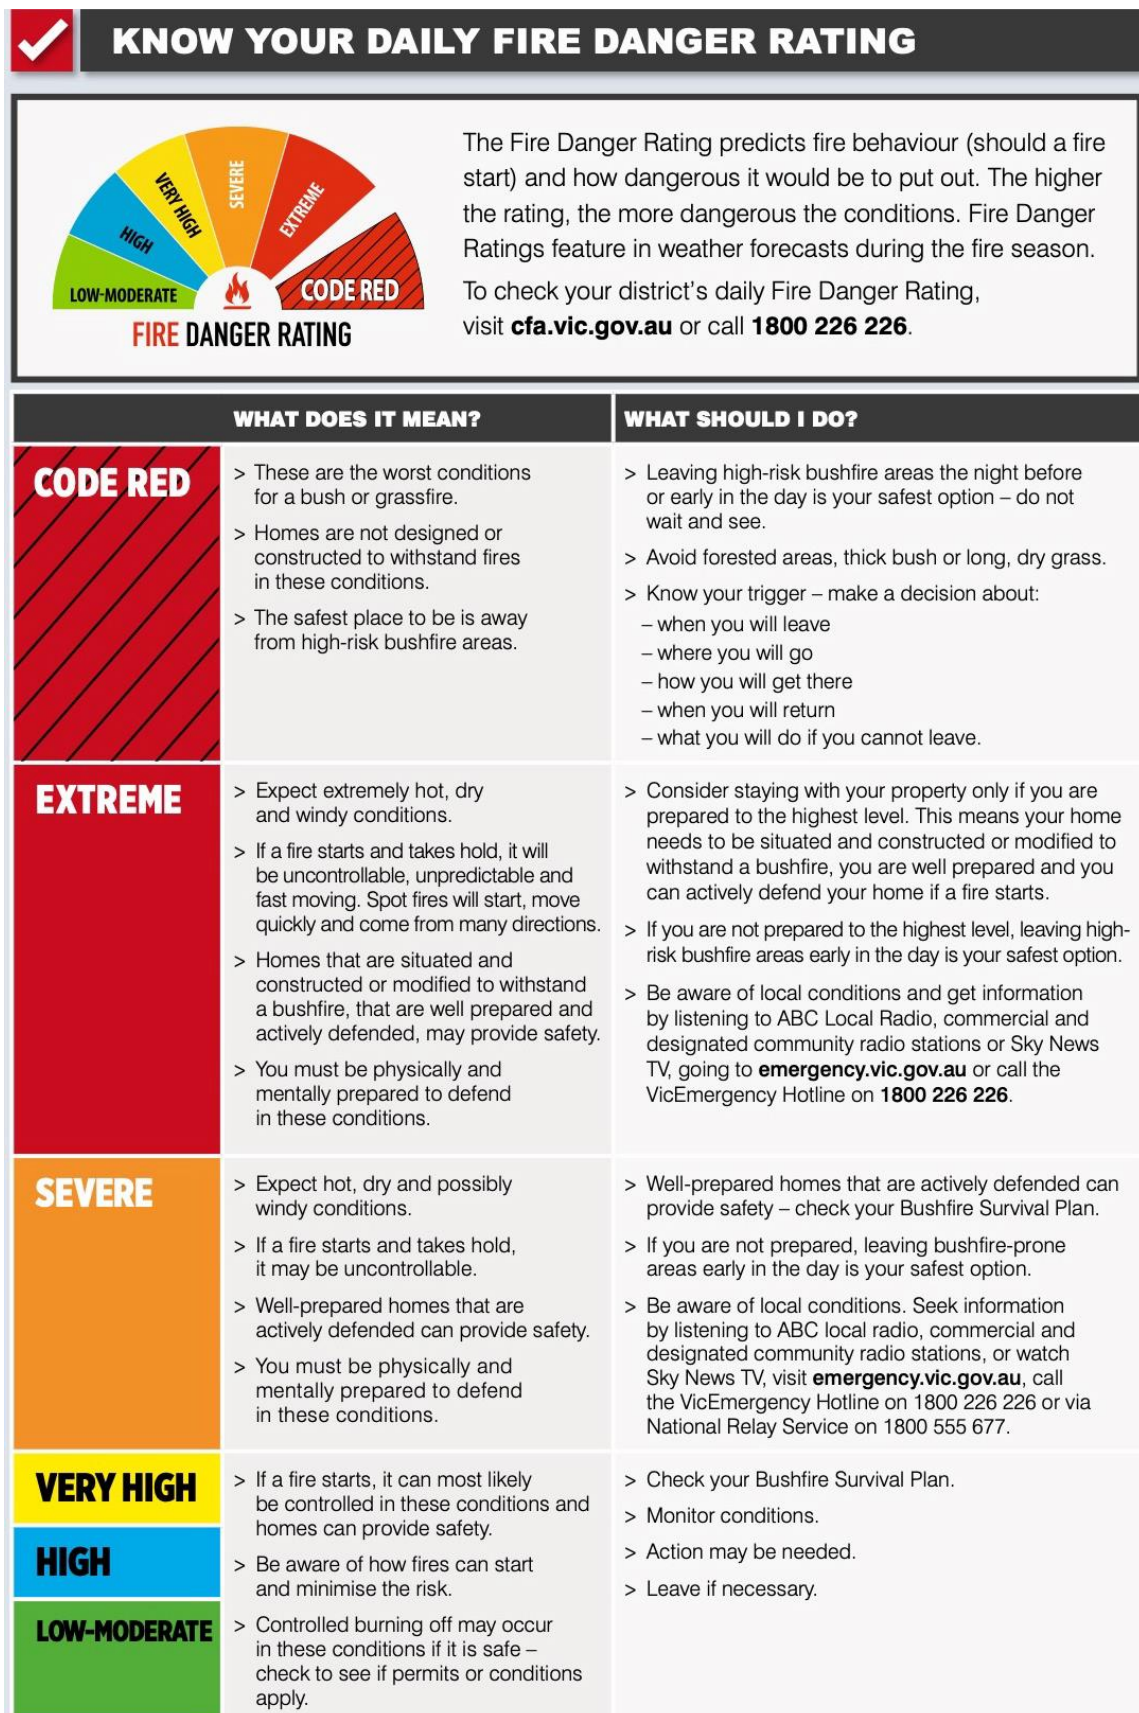 KNOW YOUR DAILY FIRE DANGER RATING
LOW-MODERATE
HIGH
VERY HIGH
SEVERE
EXTREME
CODE RED
FIRE DANGER RATING
The Fire Danger Rating predicts fire behaviour (should a fire
start) and how dangerous it would be to put out. The higher
the rating, the more dangerous the conditions. Fire Danger
Ratings feature in weather forecasts during the fire season.
To check your district's daily Fire Danger Rating,
visit cfa.vic.gov.au or call 1800 226 226.
WHAT DOES IT MEAN?
WHAT SHOULD I DO?
CODE RED
> These are the worst conditions
for a bush or grassfire.
> Homes are not designed or
constructed to withstand fires
in these conditions.
> The safest place to be is away
from high-risk bushfire areas.
> Leaving high-risk bushfire areas the night before
or early in the day is your safest option – do not
wait and see.
> Avoid forested areas, thick bush or long, dry grass.
> Know your trigger – make a decision about:
– when you will leave
– where you will go
– how you will get there
– when you will return
– what you will do if you cannot leave.
EXTREME
> Expect extremely hot, dry
and windy conditions.
> If a fire starts and takes hold, it will
be uncontrollable, unpredictable and
fast moving. Spot fires will start, move
quickly and come from many directions.
> Homes that are situated and
constructed or modified to withstand
a bushfire, that are well prepared and
actively defended, may provide safety.
> You must be physically and
mentally prepared to defend
in these conditions.
> Consider staying with your property only if you are
prepared to the highest level. This means your home
needs to be situated and constructed or modified to
withstand a bushfire, you are well prepared and you
can actively defend your home if a fire starts.
> If you are not prepared to the highest level, leaving high-
risk bushfire areas early in the day is your safest option.
> Be aware of local conditions and get information
by listening to ABC Local Radio, commercial and
designated community radio stations or Sky News
TV, going to emergency.vic.gov.au or call the
VicEmergency Hotline on 1800 226 226.
SEVERE
> Expect hot, dry and possibly
windy conditions.
> If a fire starts and takes hold,
it may be uncontrollable.
> Well-prepared homes that are
actively defended can provide safety.
> You must be physically and
mentally prepared to defend
in these conditions.
> Well-prepared homes that are actively defended can
provide safety – check your Bushfire Survival Plan.
> If you are not prepared, leaving bushfire-prone
areas early in the day is your safest option.
> Be aware of local conditions. Seek information
by listening to ABC local radio, commercial and
designated community radio stations, or watch
Sky News TV, visit emergency.vic.gov.au, call
the VicEmergency Hotline on 1800 226 226 or via
National Relay Service on 1800 555 677.
VERY HIGH
HIGH
LOW-MODERATE
> If a fire starts, it can most likely
be controlled in these conditions and
homes can provide safety.
> Be aware of how fires can start
and minimise the risk.
> Controlled burning off may occur
in these conditions if it is safe –
check to see if permits or conditions
apply.
> Check your Bushfire Survival Plan.
> Monitor conditions.
> Action may be needed.
> Leave if necessary.